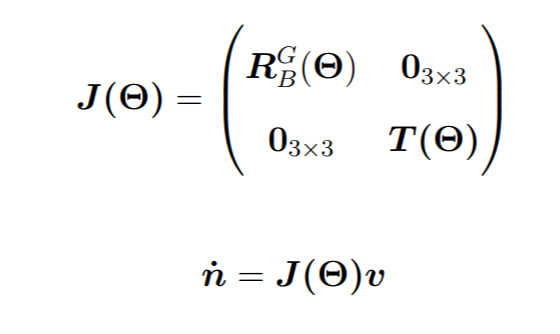 J(Θ) = ( R_B^G(Θ) 0_{3×3}
0_{3×3} T(Θ) )
ṅ = J(Θ)v